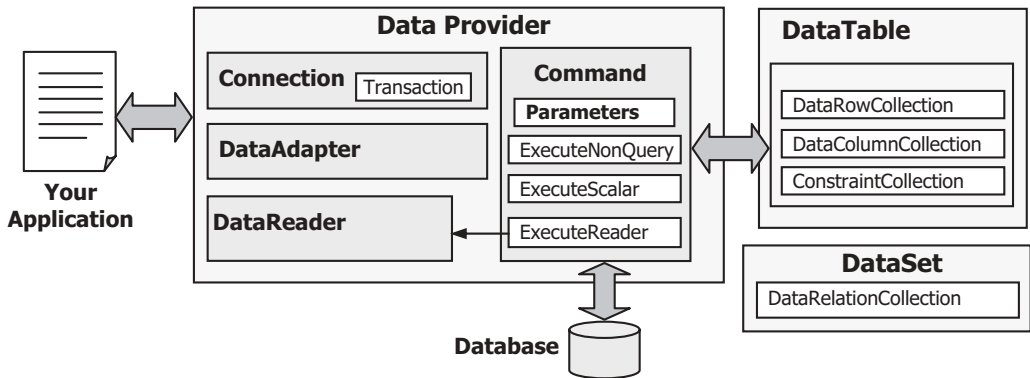 Data Provider
Connection
Transaction
DataAdapter
DataReader
Command
Parameters
ExecuteNonQuery
ExecuteScalar
ExecuteReader
Your
Application
Database
DataTable
DataRowCollection
DataColumnCollection
ConstraintCollection
DataSet
DataRelationCollection